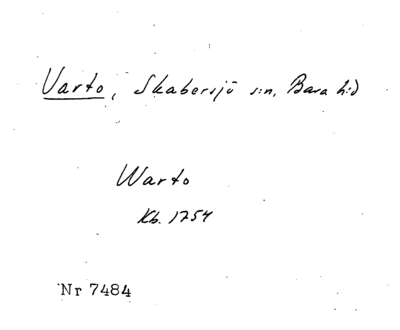 Varto, Skabersjö s:n, Bara h:d
Warto
Kb. 1754
Nr 7484